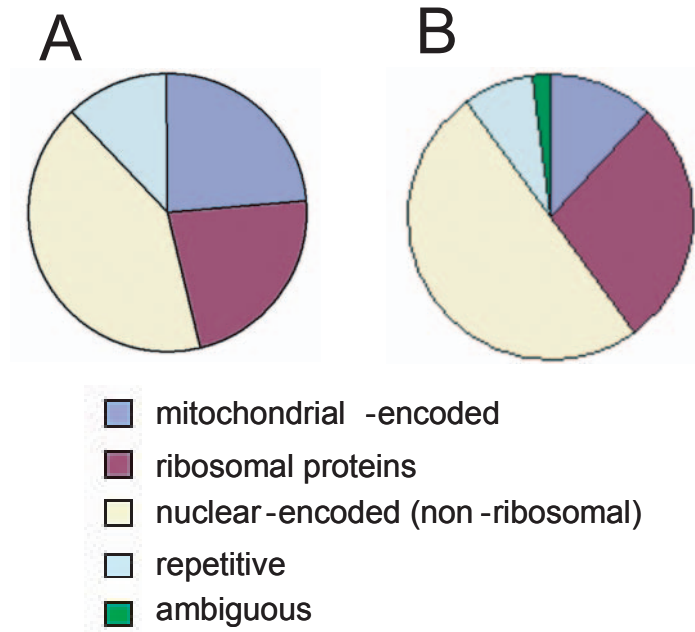 A B
mitochondrial -encoded
ribosomal proteins
nuclear-encoded (non-ribosomal)
repetitive
ambiguous